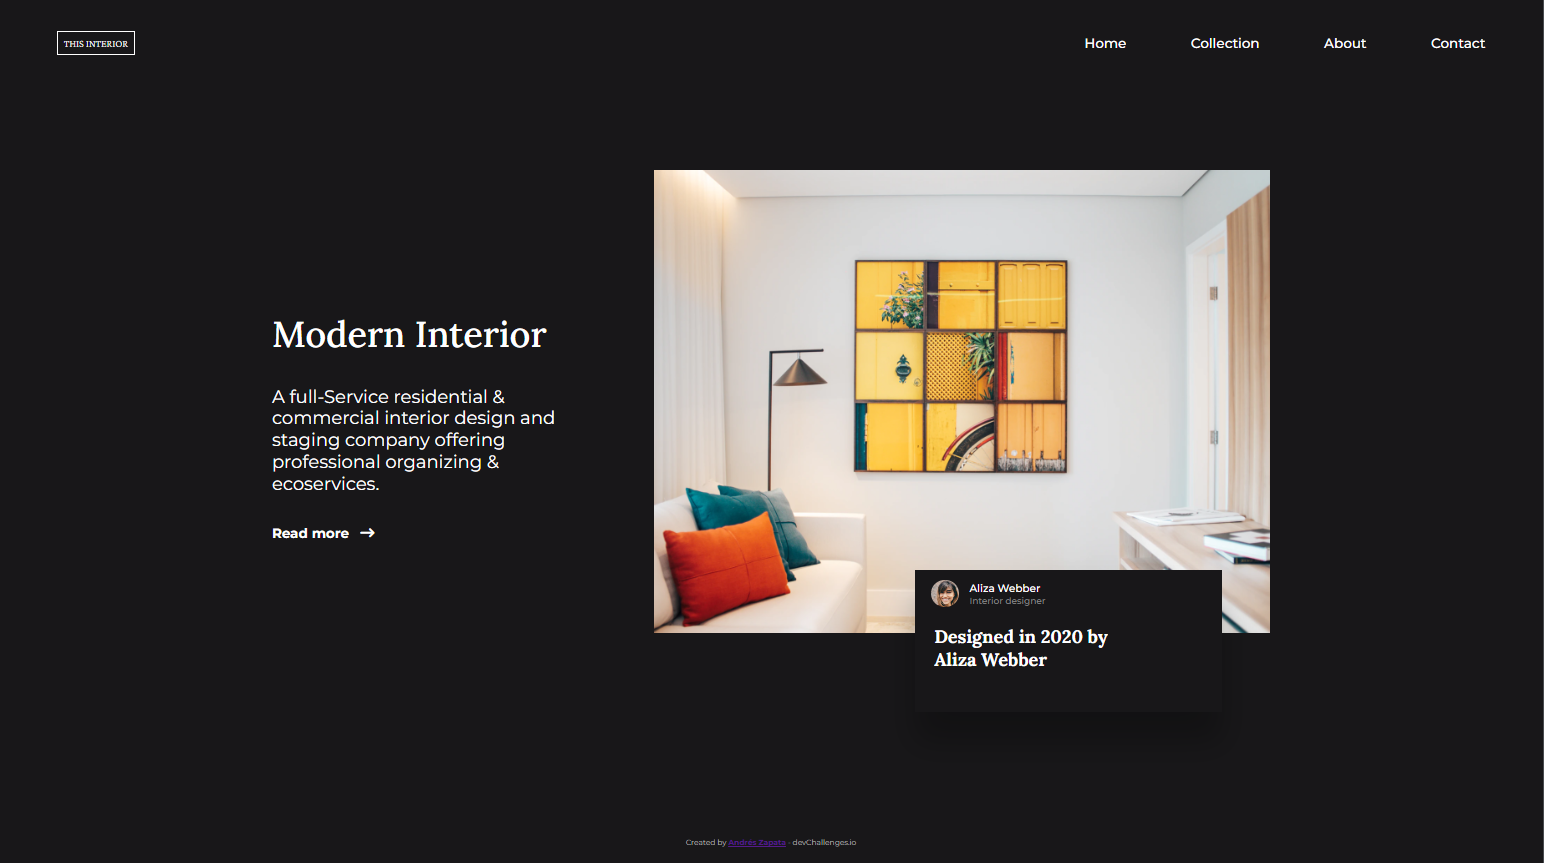 THIS INTERIOR
Home Collection About Contact
Modern Interior
A full-Service residential &
commercial interior design and
staging company offering
professional organizing &
ecoservices.
Read more →
Aliza Webber
Interior designer
Designed in 2020 by
Aliza Webber
Created by Andrés Zapata - devChallenges.io